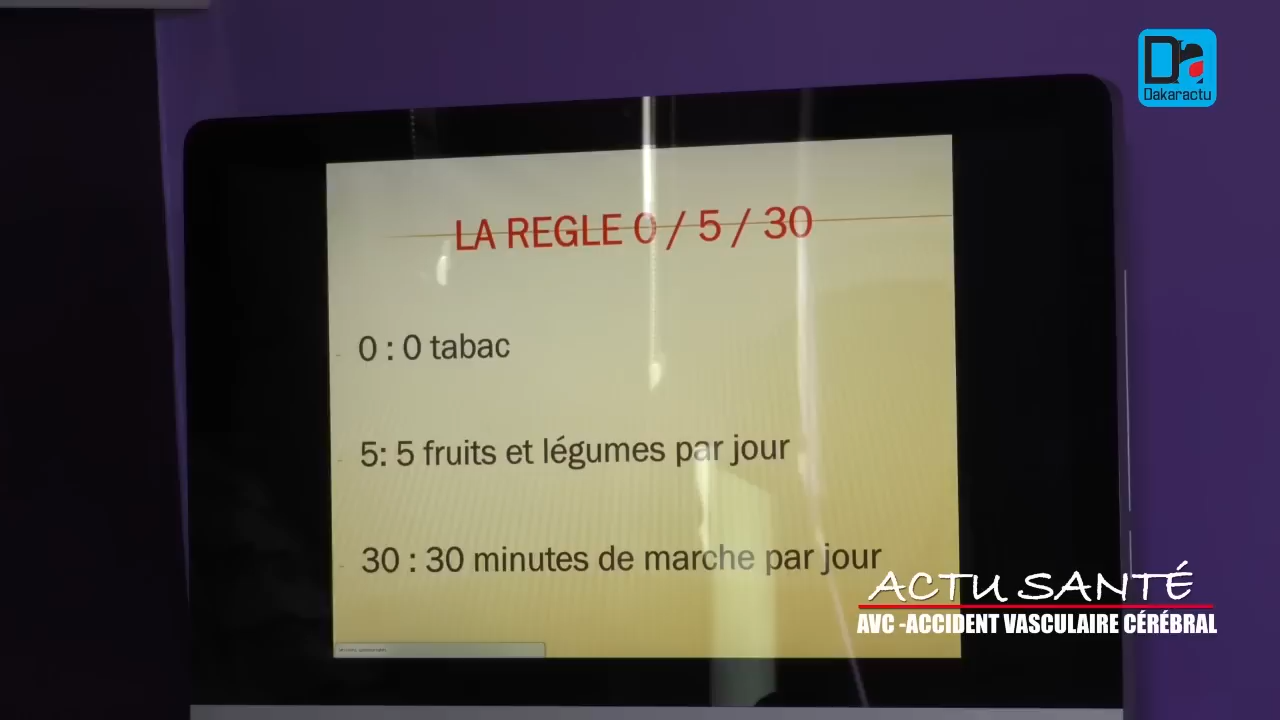 Da
Dakaractu
LA REGLE 0 / 5 / 30
- 0 : 0 tabac
- 5: 5 fruits et légumes par jour
- 30 : 30 minutes de marche par jour
ACTU SANTÉ
AVC -ACCIDENT VASCULAIRE CÉRÉBRAL